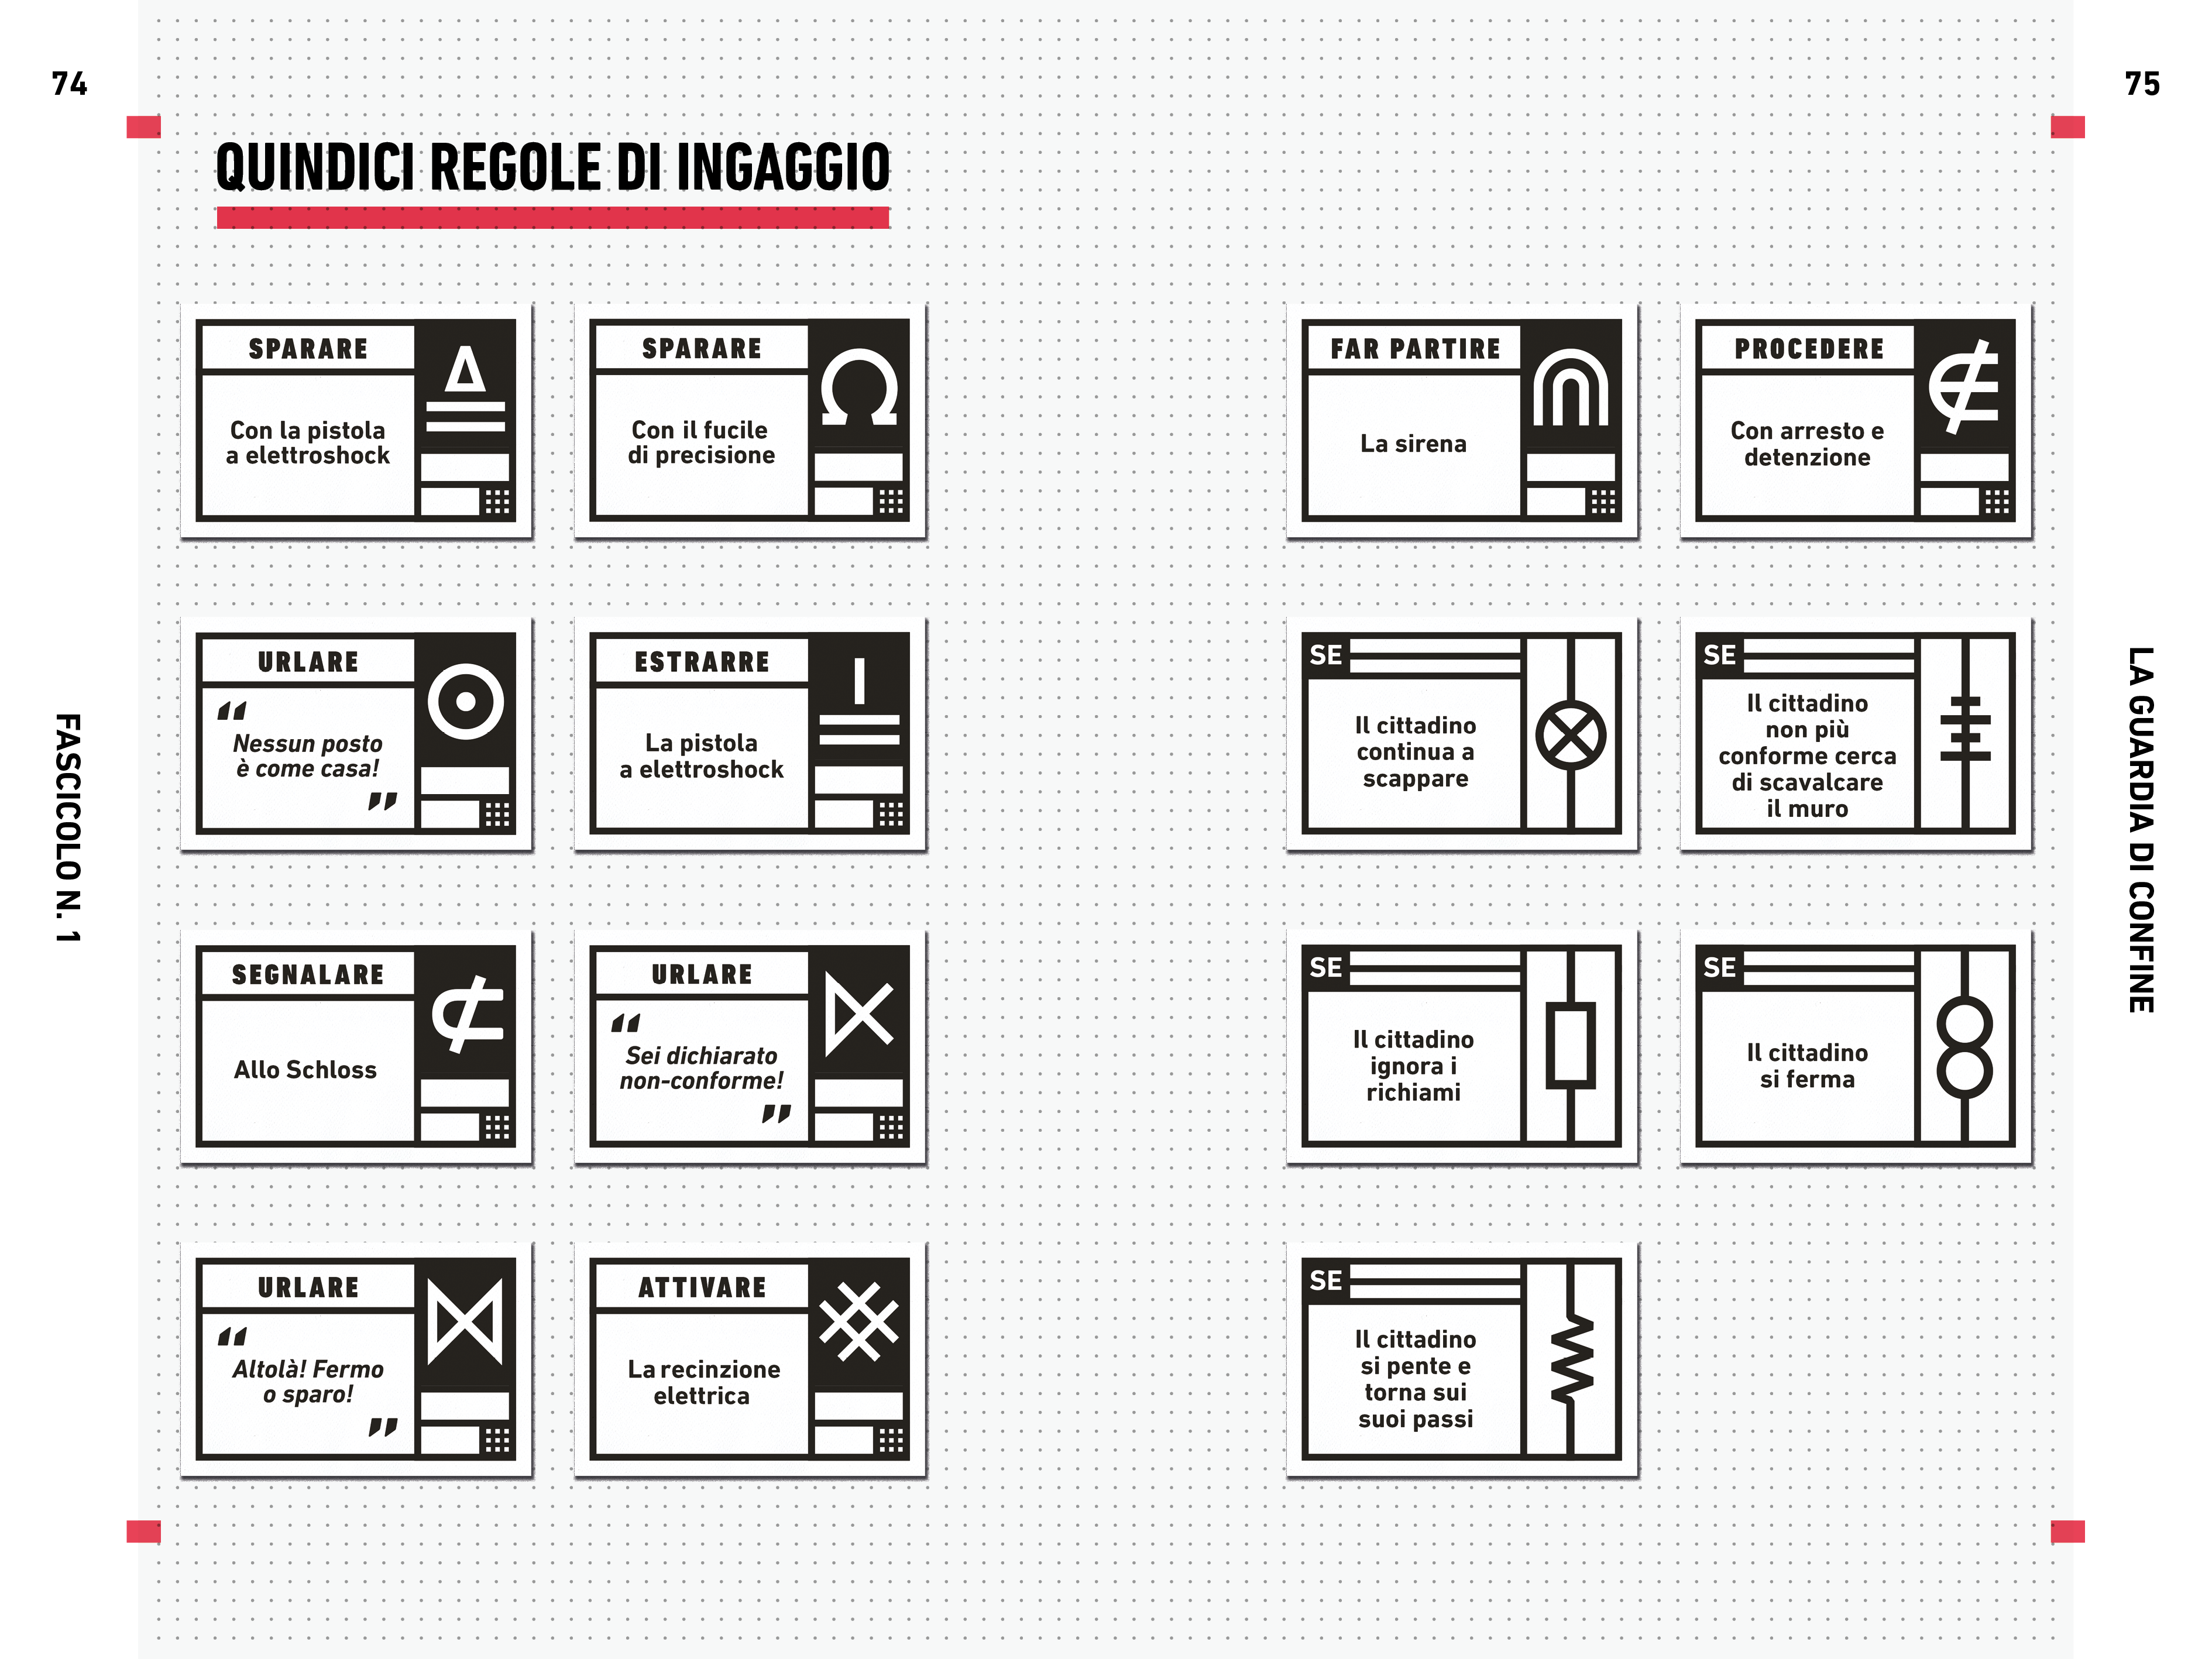 74
75
QUINDICI REGOLE DI INGAGGIO
SPARARE
Con la pistola
a elettroshock
SPARARE
Con il fucile
di precisione
URLARE
“
Nessun posto
è come casa!
”
ESTRARRE
La pistola
a elettroshock
SEGNALARE
Allo Schloss
URLARE
“
Sei dichiarato
non-conforme!
”
URLARE
“
Altolà! Fermo
o sparo!
”
ATTIVARE
La recinzione
elettrica
FAR PARTIRE
La sirena
PROCEDERE
Con arresto e
detenzione
SE
Il cittadino
continua a
scappare
SE
Il cittadino
non più
conforme cerca
di scavalcare
il muro
SE
Il cittadino
ignora i
richiami
SE
Il cittadino
si ferma
SE
Il cittadino
si pente e
torna sui
suoi passi
FASCICOLO N. 1
LA GUARDIA DI CONFINE